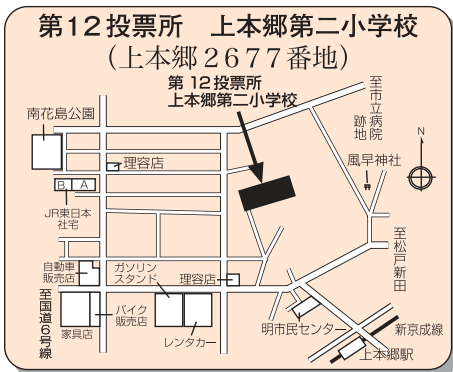 第12投票所　上本郷第二小学校
（上本郷２６７７番地）
第 12投票所
上本郷第二小学校
至市立病院
跡地
南花島公園
N
理容店
風早神社
B.
A
JR東日本
社宅
至松戸新田
自動車
販売店
ガソリン
スタンド
理容店
至国道６号線
バイク
販売店
家具店
レンタカー
明市民センター
新京成線
上本郷駅